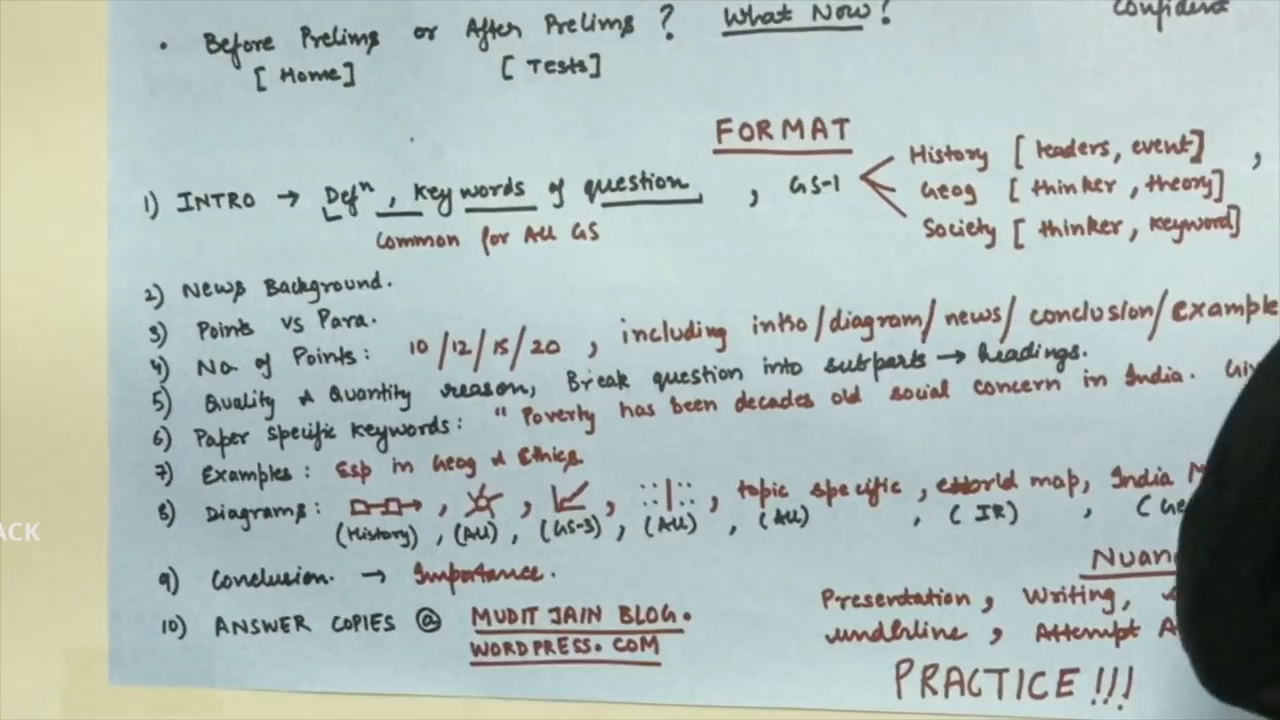 Confident
• Before Prelims or After Prelims ? What Now ?
[Home] [Tests]
FORMAT
1) INTRO → Defⁿ, key words of question, GS-1
History [leaders, event] ,
Geog [thinker, theory]
Society [thinker, keyword]
Common for All GS
2) News Background.
3) Points vs Para.
4) No. of Points : 10/12/15/20 , including intro/diagram/news/conclusion/example
5) Quality & Quantity reason, Break question into subparts → headings.
6) Paper specific keywords : " Poverty has been decades old social concern in India.
7) Examples : Esp in Geog & Ethics
8) Diagrams : , , , , topic specific , world map, India
(History) , (All) , (GS-3) , (All) , (All) , (IR) ,
9) Conclusion. → Importance.
10) ANSWER COPIES @ MUDIT JAIN BLOG.
WORDPRESS.COM
Presentation , Writing,
underline , Attempt
PRACTICE !!!
ACK